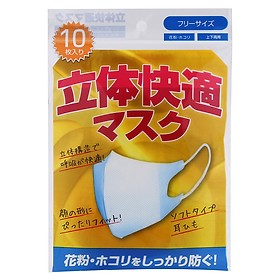 10
枚入り
フリーサイズ
花粉・ホコリ
上下両用
立体快適
マスク
立体構造で
呼吸が快適!
顔の形に
ぴったりフィット!
ソフトタイプ
耳ひも
花粉・ホコリをしっかり防ぐ!